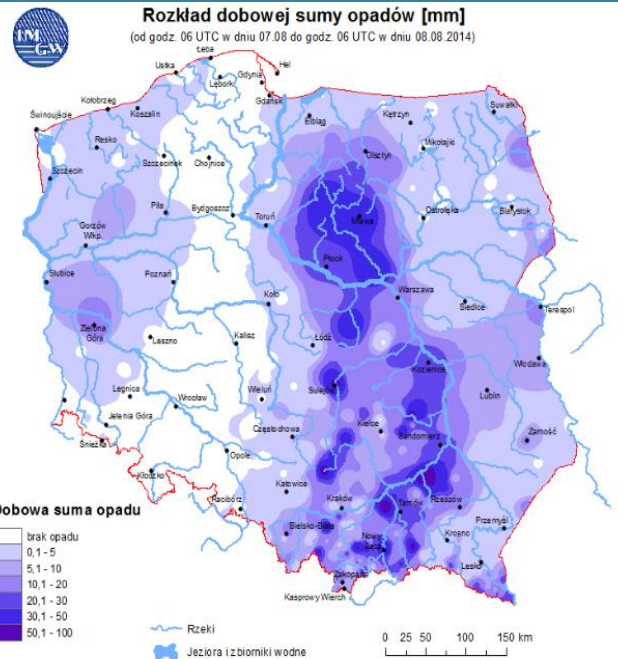 IM
GW
Rozkład dobowej sumy opadów [mm]
(od godz. 06 UTC w dniu 07.08 do godz. 06 UTC w dniu 08.08.2014)
Łeba
Ustka
Hel
Lębork
Gdynia
Kołobrzeg
Koszalin
Gdańsk
Suwałki
Świnoujście
Elbląg
Kętrzyn
Resko
Mikołajki
Szczecinek
Chojnice
Olsztyn
Szczecin
Piła
Bydgoszcz
Toruń
Mława
Ostrołęka
Białystok
Gorzów
Wlkp.
Płock
Słubice
Poznań
Koło
Warszawa
Siedlce
Terespol
Zielona
Góra
Leszno
Kalisz
Łódź
Kozienice
Włodawa
Wieluń
Sulejów
Lublin
Legnica
Wrocław
Jelenia Góra
Częstochowa
Kielce
Sandomierz
Zamość
Śnieżka
Opole
Kłodzko
Katowice
Racibórz
Kraków
Tarnów
Rzeszów
Bielsko-Biała
Przemyśl
Nowy
Sącz
Krosno
Lesko
Zakopane
Kasprowy Wierch
Dobowa suma opadu
brak opadu
0,1 - 5
5,1 - 10
10,1 - 20
20,1 - 30
30,1 - 50
50,1 - 100
Rzeki
Jeziora i zbiorniki wodne
0 25 50 100 150 km